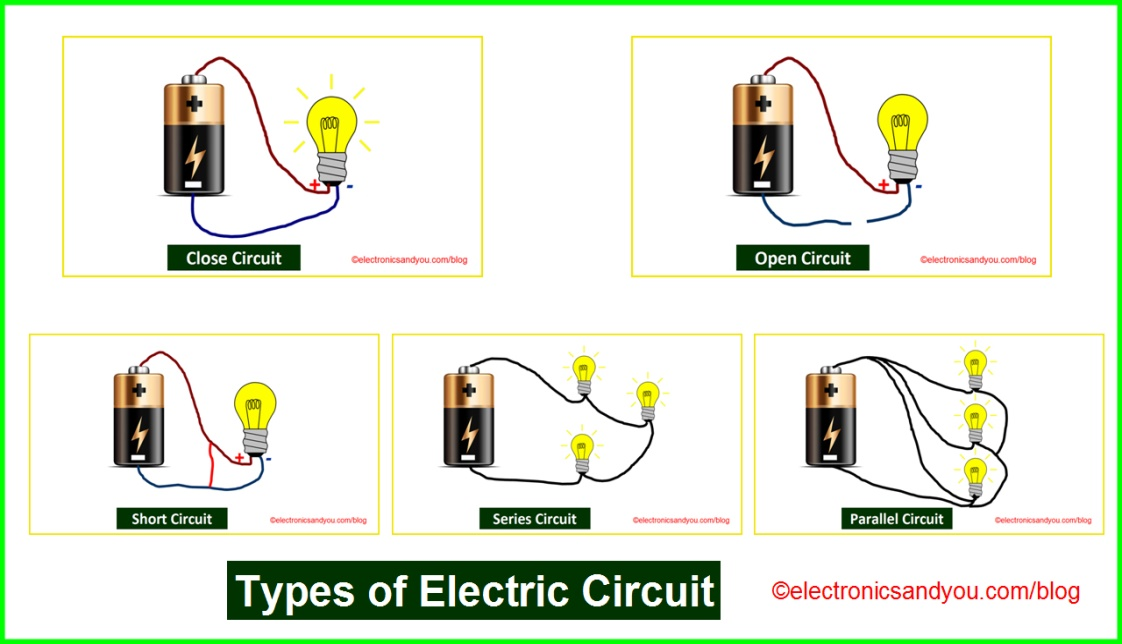 + -
Close Circuit
©electronicsandyou.com/blog
+ -
Open Circuit
©electronicsandyou.com/blog
+ -
Short Circuit
©electronicsandyou.com/blog
Series Circuit
©electronicsandyou.com/blog
Parallel Circuit
©electronicsandyou.com/blog
Types of Electric Circuit
©electronicsandyou.com/blog